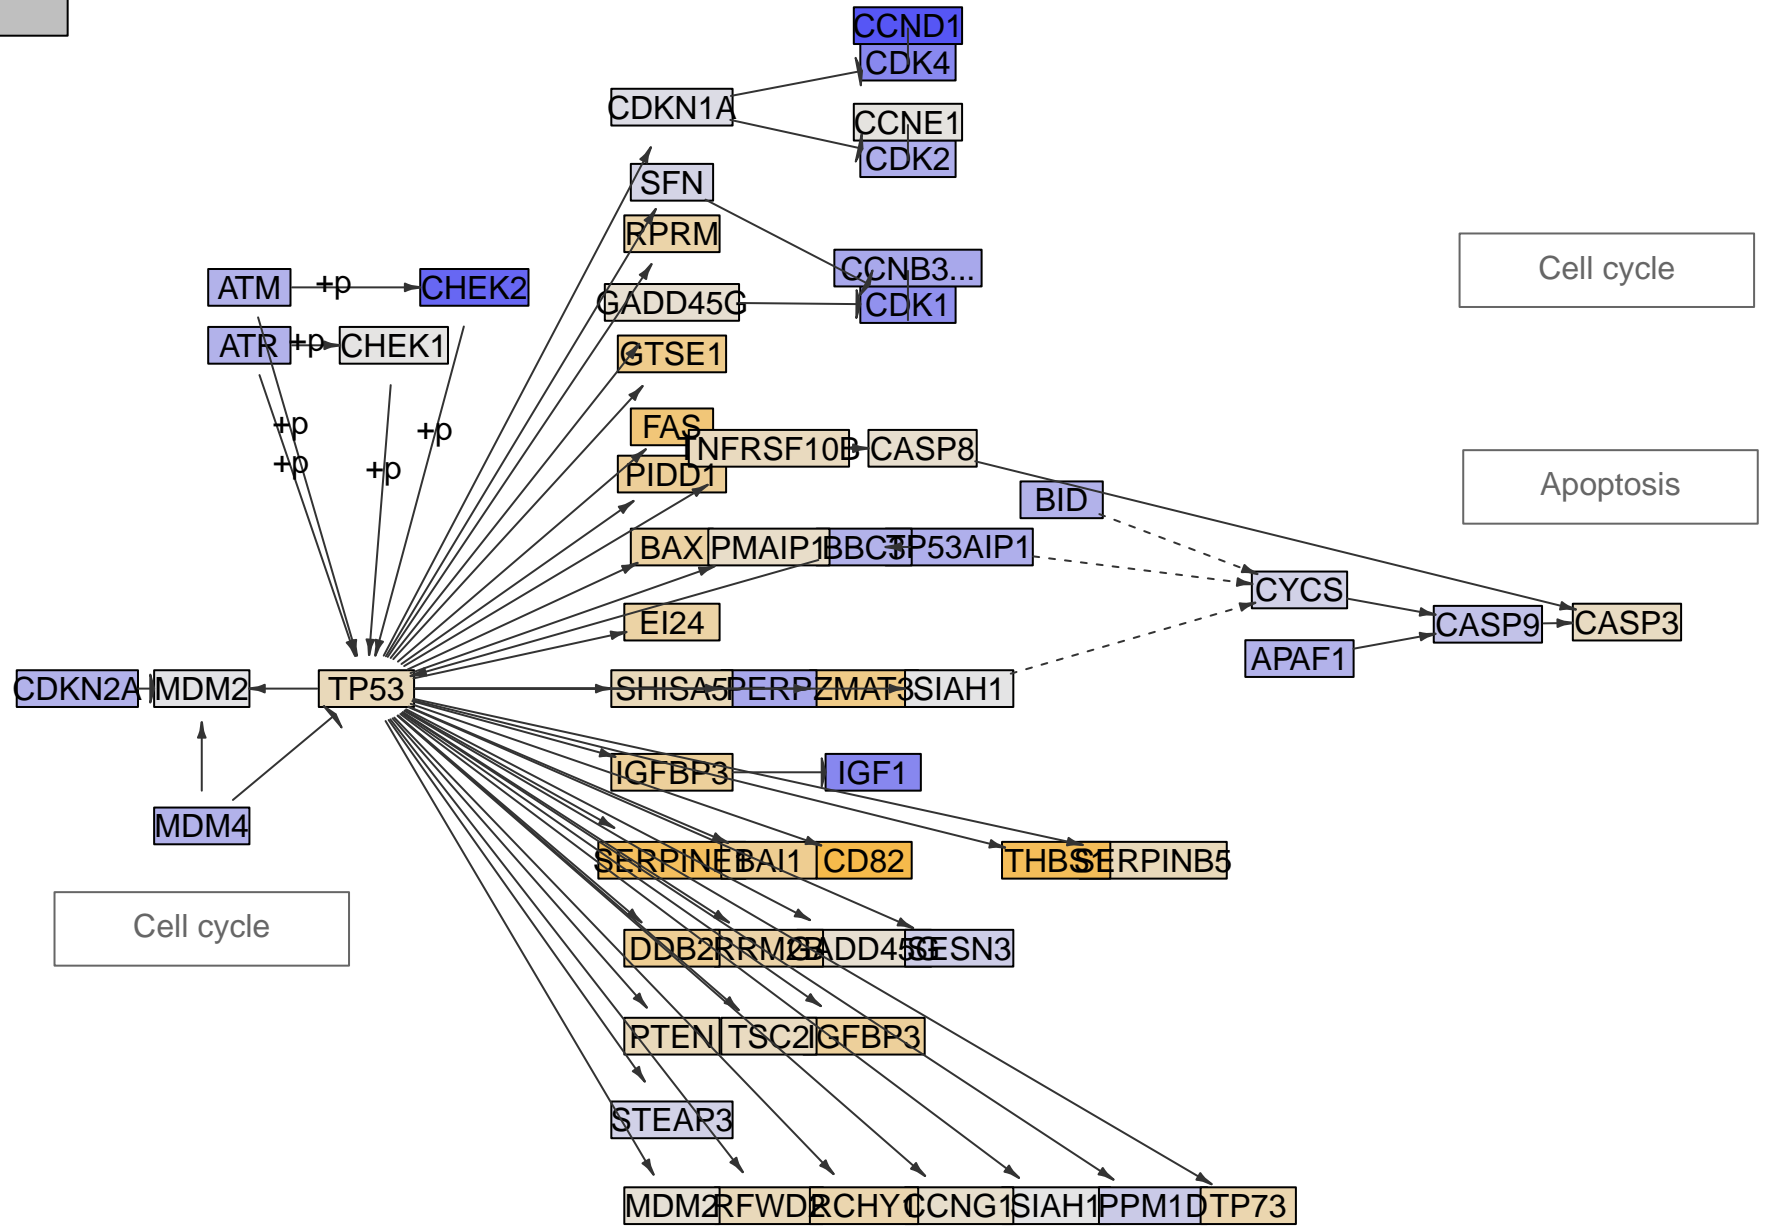 CCND1
CDK4
CDKN1A
CCNE1
CDK2
SFN
RPRM
CCNB3...
Cell cycle
ATM
+p
CHEK2
GADD45G
CDK1
ATR
+p
CHEK1
GTSE1
+p
+p
+p
+p
FAS
TNFRSF10B
CASP8
PIDD1
Apoptosis
BID
BAX
PMAIP1
BBC3
TP53AIP1
CYCS
EI24
CASP9
CASP3
APAF1
CDKN2A
MDM2
TP53
SHISA5
PERP
ZMAT3
SIAH1
IGFBP3
IGF1
MDM4
SERPINE1
BAI1
CD82
THBS1
SERPINB5
Cell cycle
DDB2
RRM2B
GADD45G
SESN3
PTEN
TSC2
IGFBP3
STEAP3
MDM2
RFWD2
RCHY1
CCNG1
SIAH1
PPM1D
TP73